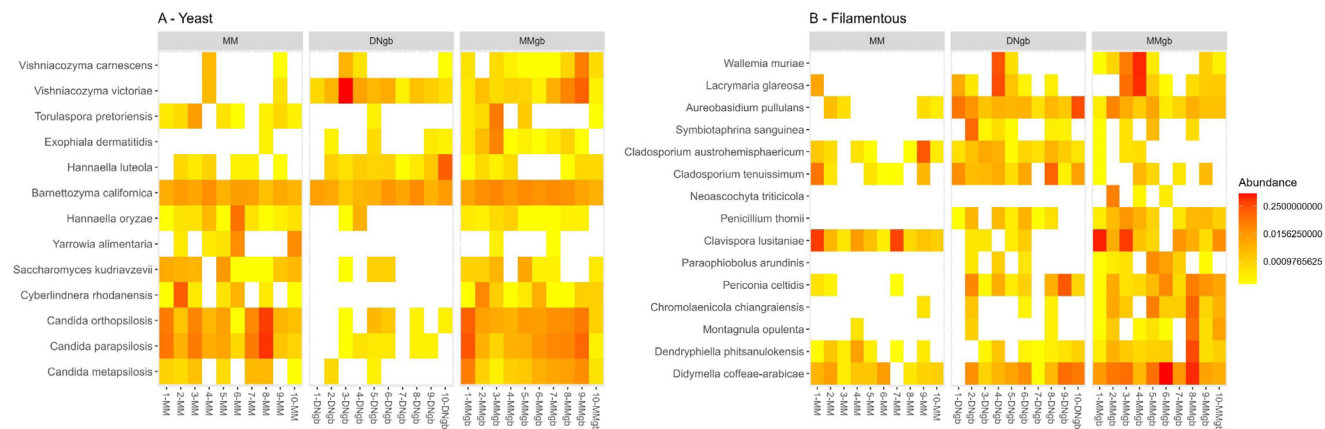 A - Yeast
MM
DNgb
MMgb
Vishniacozyma carnescens
Vishniacozyma victoriae
Torulaspora pretoriensis
Exophiala dermatitidis
Hannaella luteola
Barnettozyma californica
Hannaella oryzae
Yarrowia alimentaria
Saccharomyces kudriavzevii
Cyberlindnera rhodanensis
Candida orthopsilosis
Candida parapsilosis
Candida metapsilosis
1-MM
2-MM
3-MM
4-MM
5-MM
6-MM
7-MM
8-MM
9-MM
10-MM
1-DNgb
2-DNgb
3-DNgb
4-DNgb
5-DNgb
6-DNgb
7-DNgb
8-DNgb
9-DNgb
10-DNgb
1-MMgb
2-MMgb
3-MMgb
4-MMgb
5-MMgb
6-MMgb
7-MMgb
8-MMgb
9-MMgb
10-MMgb
B - Filamentous
MM
DNgb
MMgb
Wallemia muriae
Lacrymaria glareosa
Aureobasidium pullulans
Symbiotaphrina sanguinea
Cladosporium austrohemisphaericum
Cladosporium tenuissimum
Neoascochyta triticicola
Penicillium thomii
Clavispora lusitaniae
Paraophiobolus arundinis
Periconia celtidis
Chromolaenicola chiangraiensis
Montagnula opulenta
Dendryphiella phitsanulokensis
Didymella coffeae-arabicae
1-MM
2-MM
3-MM
4-MM
5-MM
6-MM
7-MM
8-MM
9-MM
10-MM
1-DNgb
2-DNgb
3-DNgb
4-DNgb
5-DNgb
6-DNgb
7-DNgb
8-DNgb
9-DNgb
10-DNgb
1-MMgb
2-MMgb
3-MMgb
4-MMgb
5-MMgb
6-MMgb
7-MMgb
8-MMgb
9-MMgb
10-MMgb
Abundance
0.2500000000
0.0156250000
0.0009765625